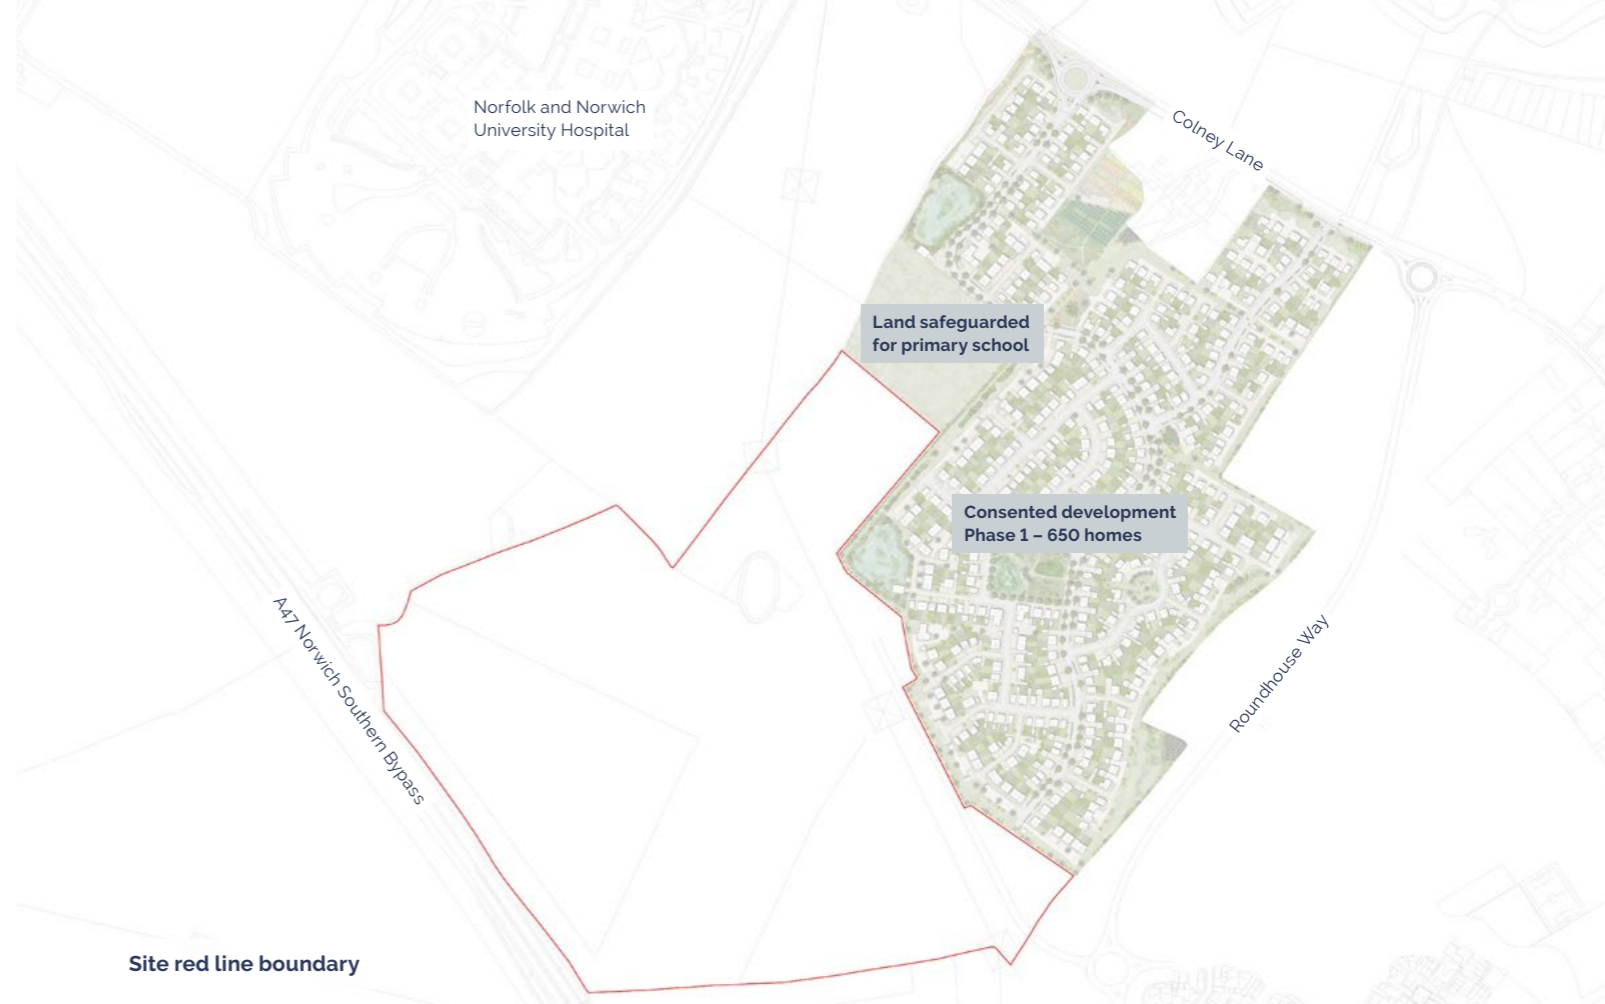 Norfolk and Norwich
University Hospital
Colney Lane
Land safeguarded
for primary school
Consented development
Phase 1 – 650 homes
A47 Norwich Southern Bypass
Roundhouse Way
Site red line boundary